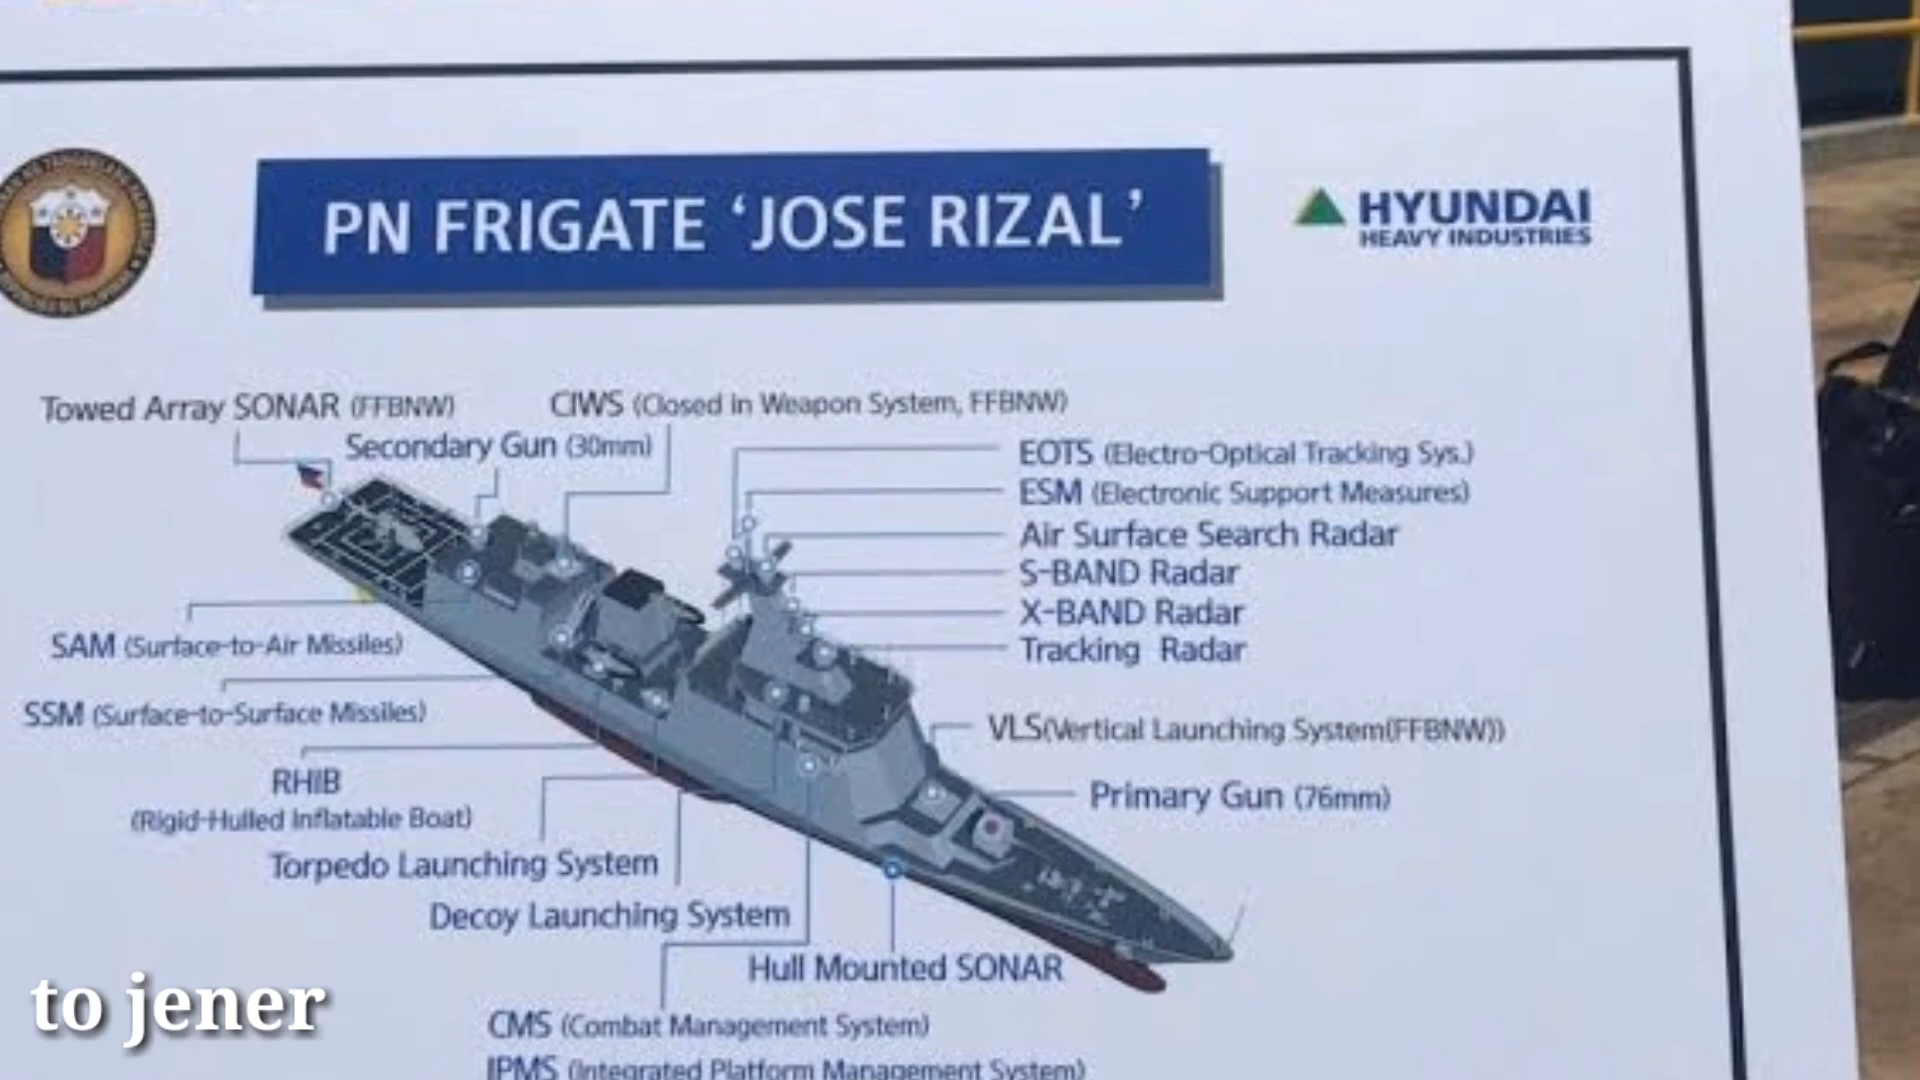 PN FRIGATE ‘JOSE RIZAL’
HYUNDAI
HEAVY INDUSTRIES
Towed Array SONAR (FFBNW)
CIWS (Closed in Weapon System, FFBNW)
Secondary Gun (30mm)
EOTS (Electro-Optical Tracking Sys.)
ESM (Electronic Support Measures)
Air Surface Search Radar
S-BAND Radar
X-BAND Radar
Tracking Radar
SAM (Surface-to-Air Missiles)
SSM (Surface-to-Surface Missiles)
VLS(Vertical Launching System(FFBNW))
RHIB
(Rigid-Hulled Inflatable Boat)
Primary Gun (76mm)
Torpedo Launching System
Decoy Launching System
Hull Mounted SONAR
CMS (Combat Management System)
IPMS (Integrated Platform Management System)
to jener